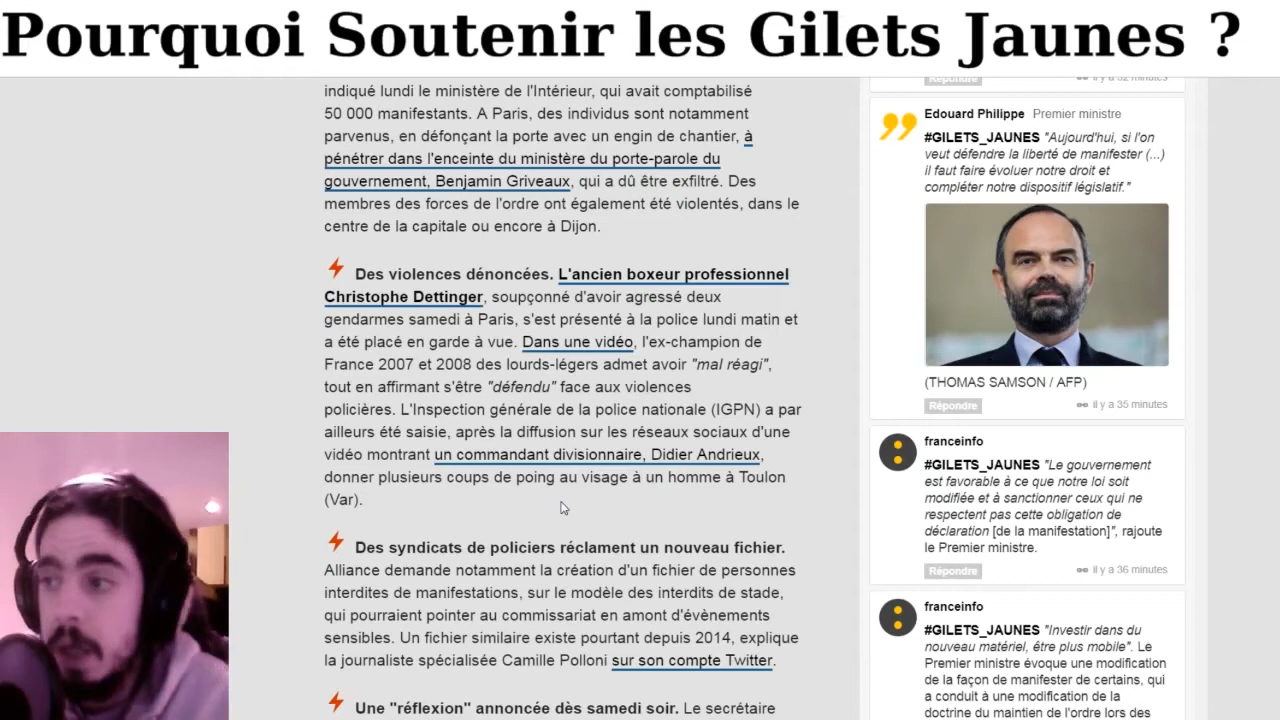 Pourquoi Soutenir les Gilets Jaunes ?
indiqué lundi le ministère de l'Intérieur, qui avait comptabilisé
50 000 manifestants. A Paris, des individus sont notamment
parvenus, en défonçant la porte avec un engin de chantier, à
pénétrer dans l'enceinte du ministère du porte-parole du
gouvernement, Benjamin Griveaux, qui a dû être exfiltré. Des
membres des forces de l'ordre ont également été violentés, dans le
centre de la capitale ou encore à Dijon.
Des violences dénoncées. L'ancien boxeur professionnel
Christophe Dettinger, soupçonné d'avoir agressé deux
gendarmes samedi à Paris, s'est présenté à la police lundi matin et
a été placé en garde à vue. Dans une vidéo, l'ex-champion de
France 2007 et 2008 des lourds-légers admet avoir "mal réagi",
tout en affirmant s'être "défendu" face aux violences
policières. L'Inspection générale de la police nationale (IGPN) a par
ailleurs été saisie, après la diffusion sur les réseaux sociaux d'une
vidéo montrant un commandant divisionnaire, Didier Andrieux,
donner plusieurs coups de poing au visage à un homme à Toulon
(Var).
Des syndicats de policiers réclament un nouveau fichier.
Alliance demande notamment la création d'un fichier de personnes
interdites de manifestations, sur le modèle des interdits de stade,
qui pourraient pointer au commissariat en amont d'évènements
sensibles. Un fichier similaire existe pourtant depuis 2014, explique
la journaliste spécialisée Camille Polloni sur son compte Twitter.
Une "réflexion" annoncée dès samedi soir. Le secrétaire
Répondre il y a 32 minutes
Edouard Philippe Premier ministre
#GILETS_JAUNES "Aujourd'hui, si l'on
veut défendre la liberté de manifester (...)
il faut faire évoluer notre droit et
compléter notre dispositif législatif."
(THOMAS SAMSON / AFP)
Répondre il y a 35 minutes
franceinfo
#GILETS_JAUNES "Le gouvernement
est favorable à ce que notre loi soit
modifiée et à sanctionner ceux qui ne
respectent pas cette obligation de
déclaration [de la manifestation]", rajoute
le Premier ministre.
Répondre il y a 36 minutes
franceinfo
#GILETS_JAUNES "Investir dans du
nouveau matériel, être plus mobile". Le
Premier ministre évoque une modification
de la façon de manifester de certains, qui
a conduit à une modification de la
doctrine du maintien de l'ordre lors des